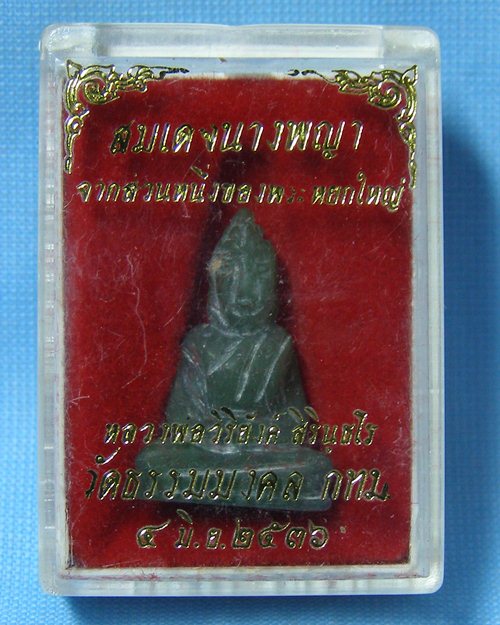 สมเดจนางพญา
จากส่วนหนึ่งของพระหยกใหญ่
หลวงพ่อวิริยังค์ สิรินฺธโร
วัดธรรมมงคล กทม.
๔ มิ.ย.๒๕๓๖